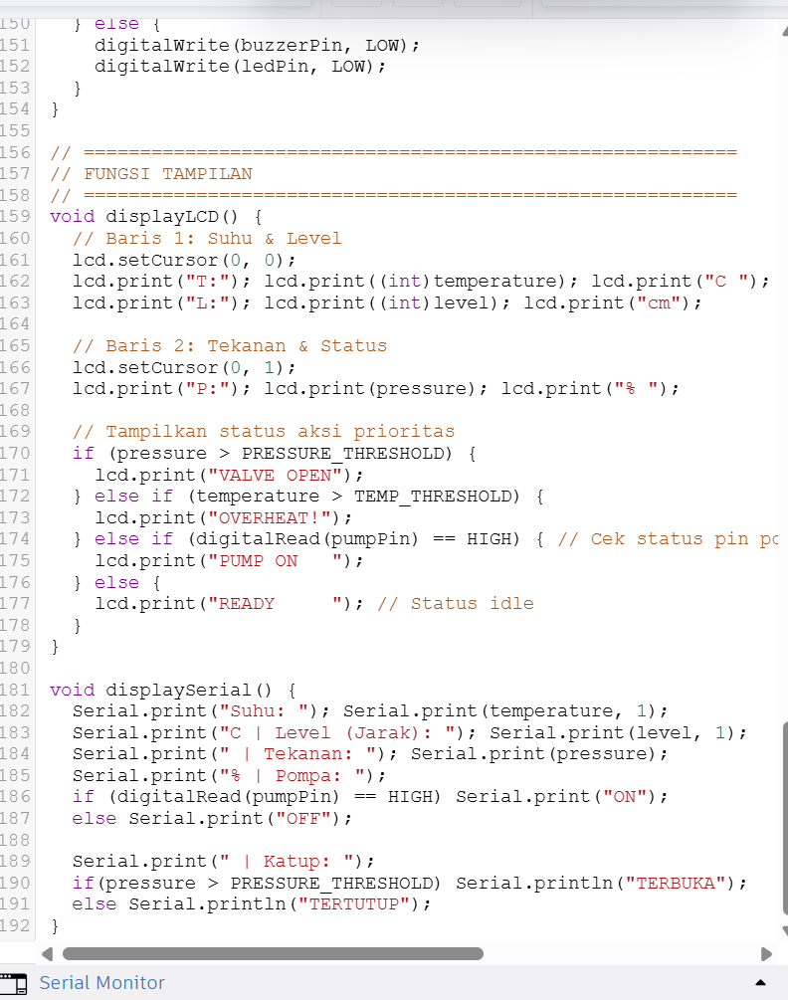 150     } else {
151       digitalWrite(buzzerPin, LOW);
152       digitalWrite(ledPin, LOW);
153     }
154 }
155
156 // ==========================================================
157 // FUNGSI TAMPILAN
158 // ==========================================================
159 void displayLCD() {
160   // Baris 1: Suhu & Level
161   lcd.setCursor(0, 0);
162   lcd.print("T:"); lcd.print((int)temperature); lcd.print("C ");
163   lcd.print("L:"); lcd.print((int)level); lcd.print("cm");
164
165   // Baris 2: Tekanan & Status
166   lcd.setCursor(0, 1);
167   lcd.print("P:"); lcd.print(pressure); lcd.print("% ");
168
169   // Tampilkan status aksi prioritas
170   if (pressure > PRESSURE_THRESHOLD) {
171     lcd.print("VALVE OPEN");
172   } else if (temperature > TEMP_THRESHOLD) {
173     lcd.print("OVERHEAT!");
174   } else if (digitalRead(pumpPin) == HIGH) { // Cek status pin
175     lcd.print("PUMP ON   ");
176   } else {
177     lcd.print("READY     "); // Status idle
178   }
179 }
180
181 void displaySerial() {
182   Serial.print("Suhu: "); Serial.print(temperature, 1);
183   Serial.print("C | Level (Jarak): "); Serial.print(level, 1);
184   Serial.print(" | Tekanan: "); Serial.print(pressure);
185   Serial.print("% | Pompa: ");
186   if (digitalRead(pumpPin) == HIGH) Serial.print("ON");
187   else Serial.print("OFF");
188
189   Serial.print(" | Katup: ");
190   if(pressure > PRESSURE_THRESHOLD) Serial.println("TERBUKA");
191   else Serial.println("TERTUTUP");
192 }
Serial Monitor